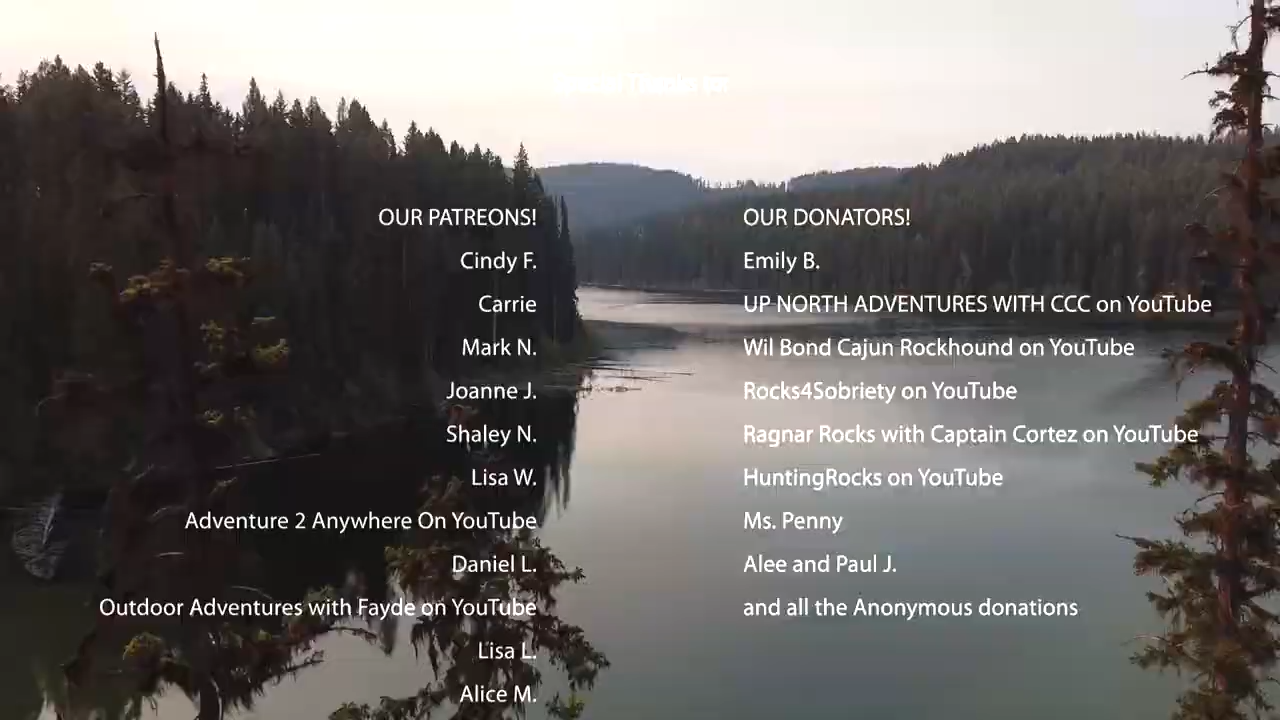 OUR PATREONS!
Cindy F.
Carrie
Mark N.
Joanne J.
Shaley N.
Lisa W.
Adventure 2 Anywhere On YouTube
Daniel L.
Outdoor Adventures with Fayde on YouTube
Lisa L.
Alice M.
OUR DONATORS!
Emily B.
UP NORTH ADVENTURES WITH CCC on YouTube
Wil Bond Cajun Rockhound on YouTube
Rocks4Sobriety on YouTube
Ragnar Rocks with Captain Cortez on YouTube
HuntingRocks on YouTube
Ms. Penny
Alee and Paul J.
and all the Anonymous donations